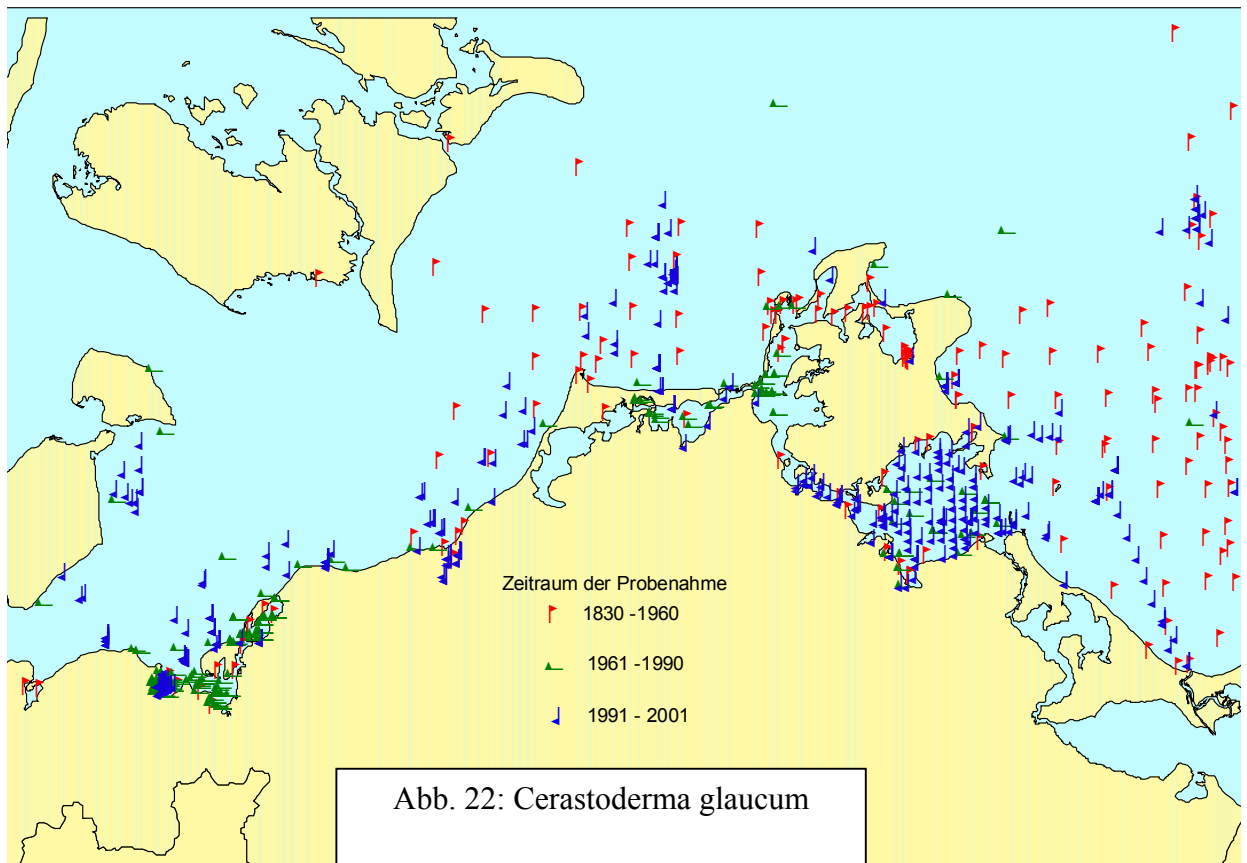 Zeitraum der Probenahme
1830 -1960
1961 -1990
1991 - 2001
Abb. 22: Cerastoderma glaucum